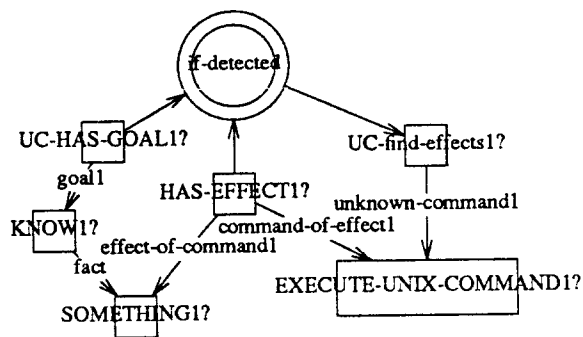 if-detected
UC-HAS-GOAL1?
UC-find-effects1?
goal1
HAS-EFFECT1?
unknown-command1
KNOW1?
command-of-effect1
effect-of-command1
fact
EXECUTE-UNIX-COMMAND1?
SOMETHING1?